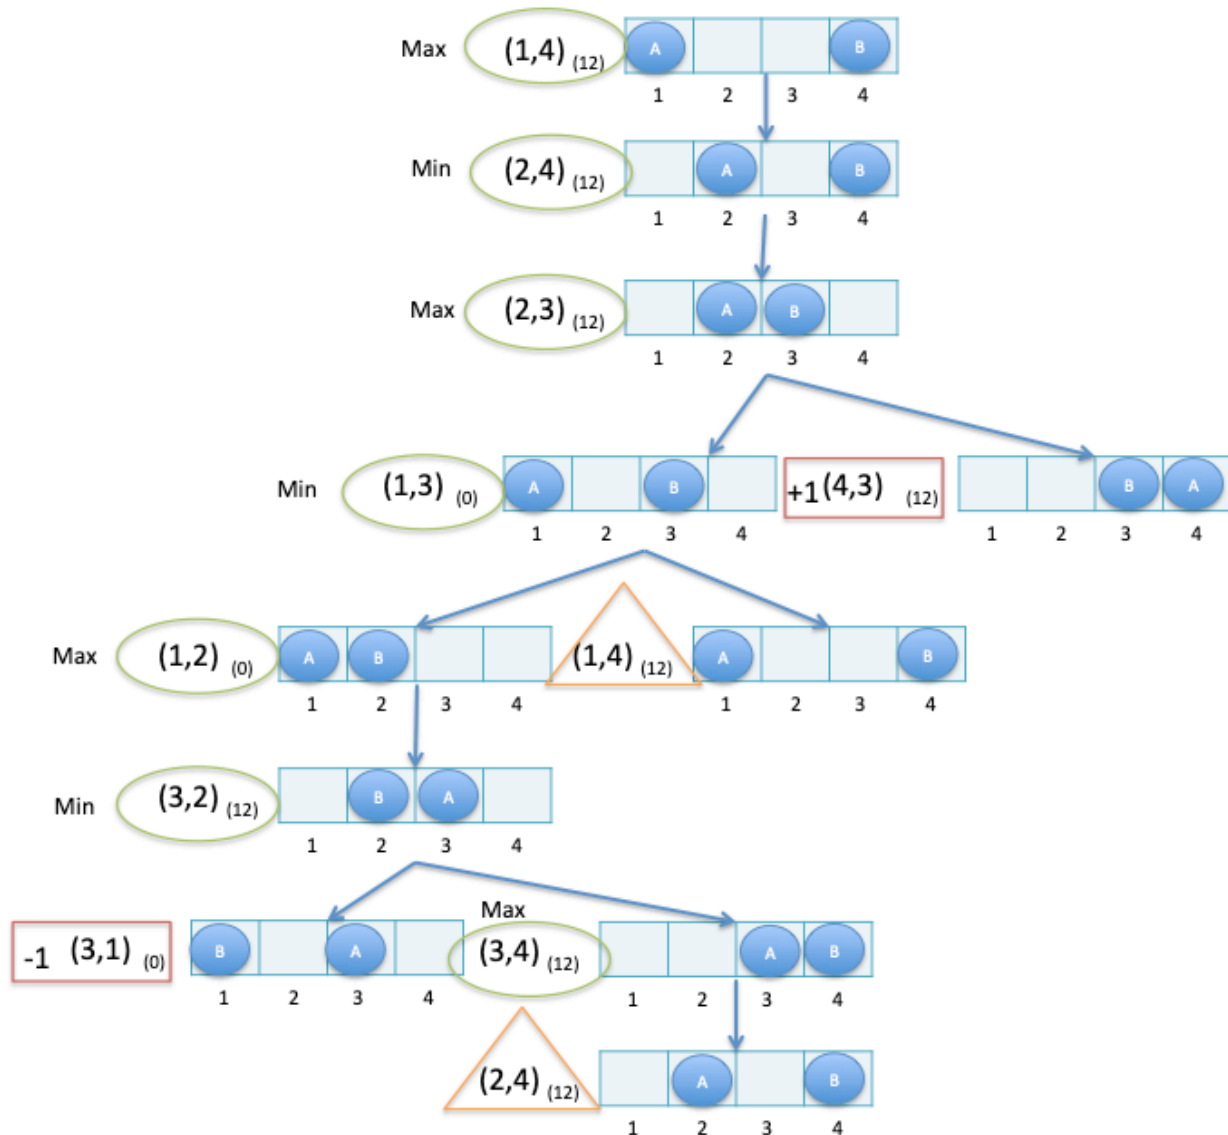 Max (1,4) (12) A B
1 2 3 4
Min (2,4) (12) A B
1 2 3 4
Max (2,3) (12) A B
1 2 3 4
Min (1,3) (0) A B +1 (4,3) (12) B A
1 2 3 4 1 2 3 4
Max (1,2) (0) A B (1,4) (12) A B
1 2 3 4 1 2 3 4
Min (3,2) (12) B A
1 2 3 4
Max
-1 (3,1) (0) B A (3,4) (12) A B
1 2 3 4 1 2 3 4
(2,4) (12) A B
1 2 3 4